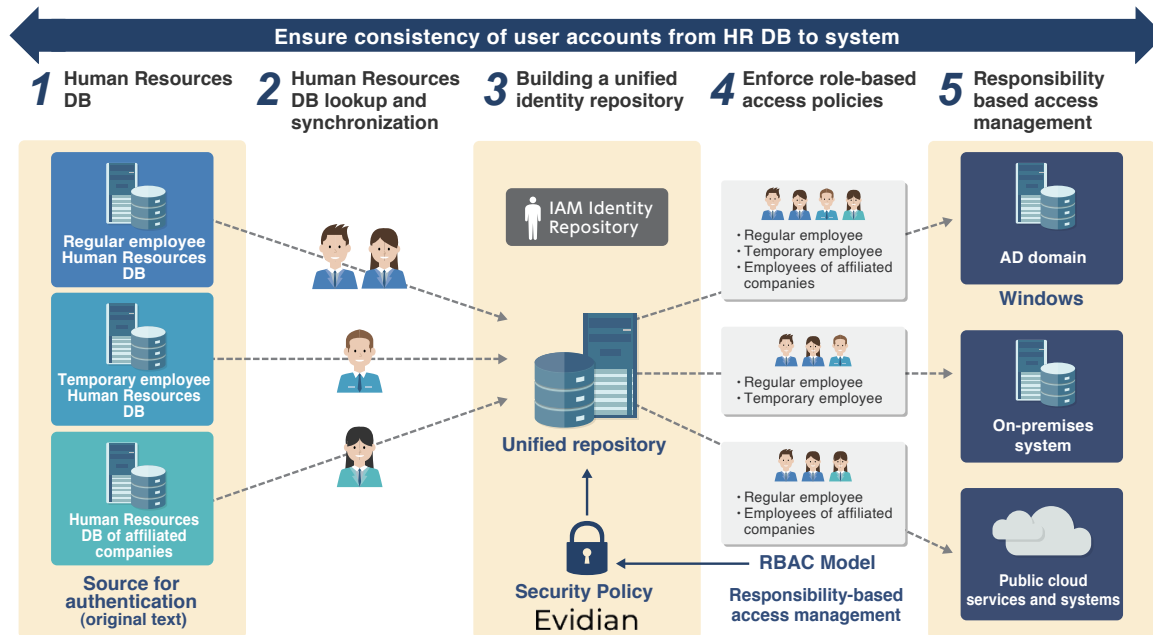 Ensure consistency of user accounts from HR DB to system
1 Human Resources
DB
2 Human Resources
DB lookup and
synchronization
3 Building a unified
identity repository
4 Enforce role-based
access policies
5 Responsibility
based access
management
Regular employee
Human Resources
DB
Temporary employee
Human Resources
DB
Human Resources
DB of affiliated
companies
Source for
authentication
(original text)
IAM Identity
Repository
Unified repository
Security Policy
Evidian
・Regular employee
・Temporary employee
・Employees of affiliated
companies
・Regular employee
・Temporary employee
・Regular employee
・Employees of affiliated
companies
RBAC Model
Responsibility-based
access management
AD domain
Windows
On-premises
system
Public cloud
services and systems